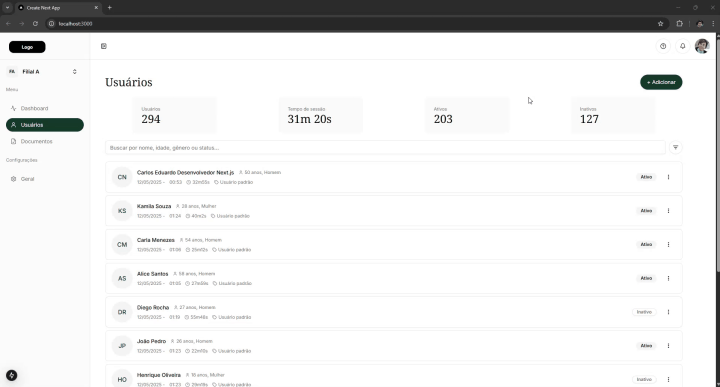 Create Next App
localhost:3000
Logo
FA Filial A
Menu
Dashboard
Usuários
Documentos
Configurações
Geral
Usuários
+ Adicionar
Usuários
294
Tempo de sessão
31m 20s
Ativos
203
Inativos
127
Buscar por nome, idade, gênero ou status...
CN
Carlos Eduardo Desenvolvedor Next.js 50 anos, Homem
12/05/2025 - 00:53 32m55s Usuário padrão
Ativo
KS
Kamila Souza 28 anos, Mulher
12/05/2025 - 01:24 40m2s Usuário padrão
Ativo
CM
Carla Menezes 54 anos, Homem
12/05/2025 - 01:08 25m12s Usuário padrão
Ativo
AS
Alice Santos 58 anos, Homem
12/05/2025 - 01:05 27m59s Usuário padrão
Ativo
DR
Diego Rocha 27 anos, Homem
12/05/2025 - 01:19 55m48s Usuário padrão
Inativo
JP
João Pedro 26 anos, Homem
12/05/2025 - 01:23 22m10s Usuário padrão
Ativo
HO
Henrique Oliveira 18 anos, Mulher
12/05/2025 - 01:23 29m19s Usuário padrão
Inativo